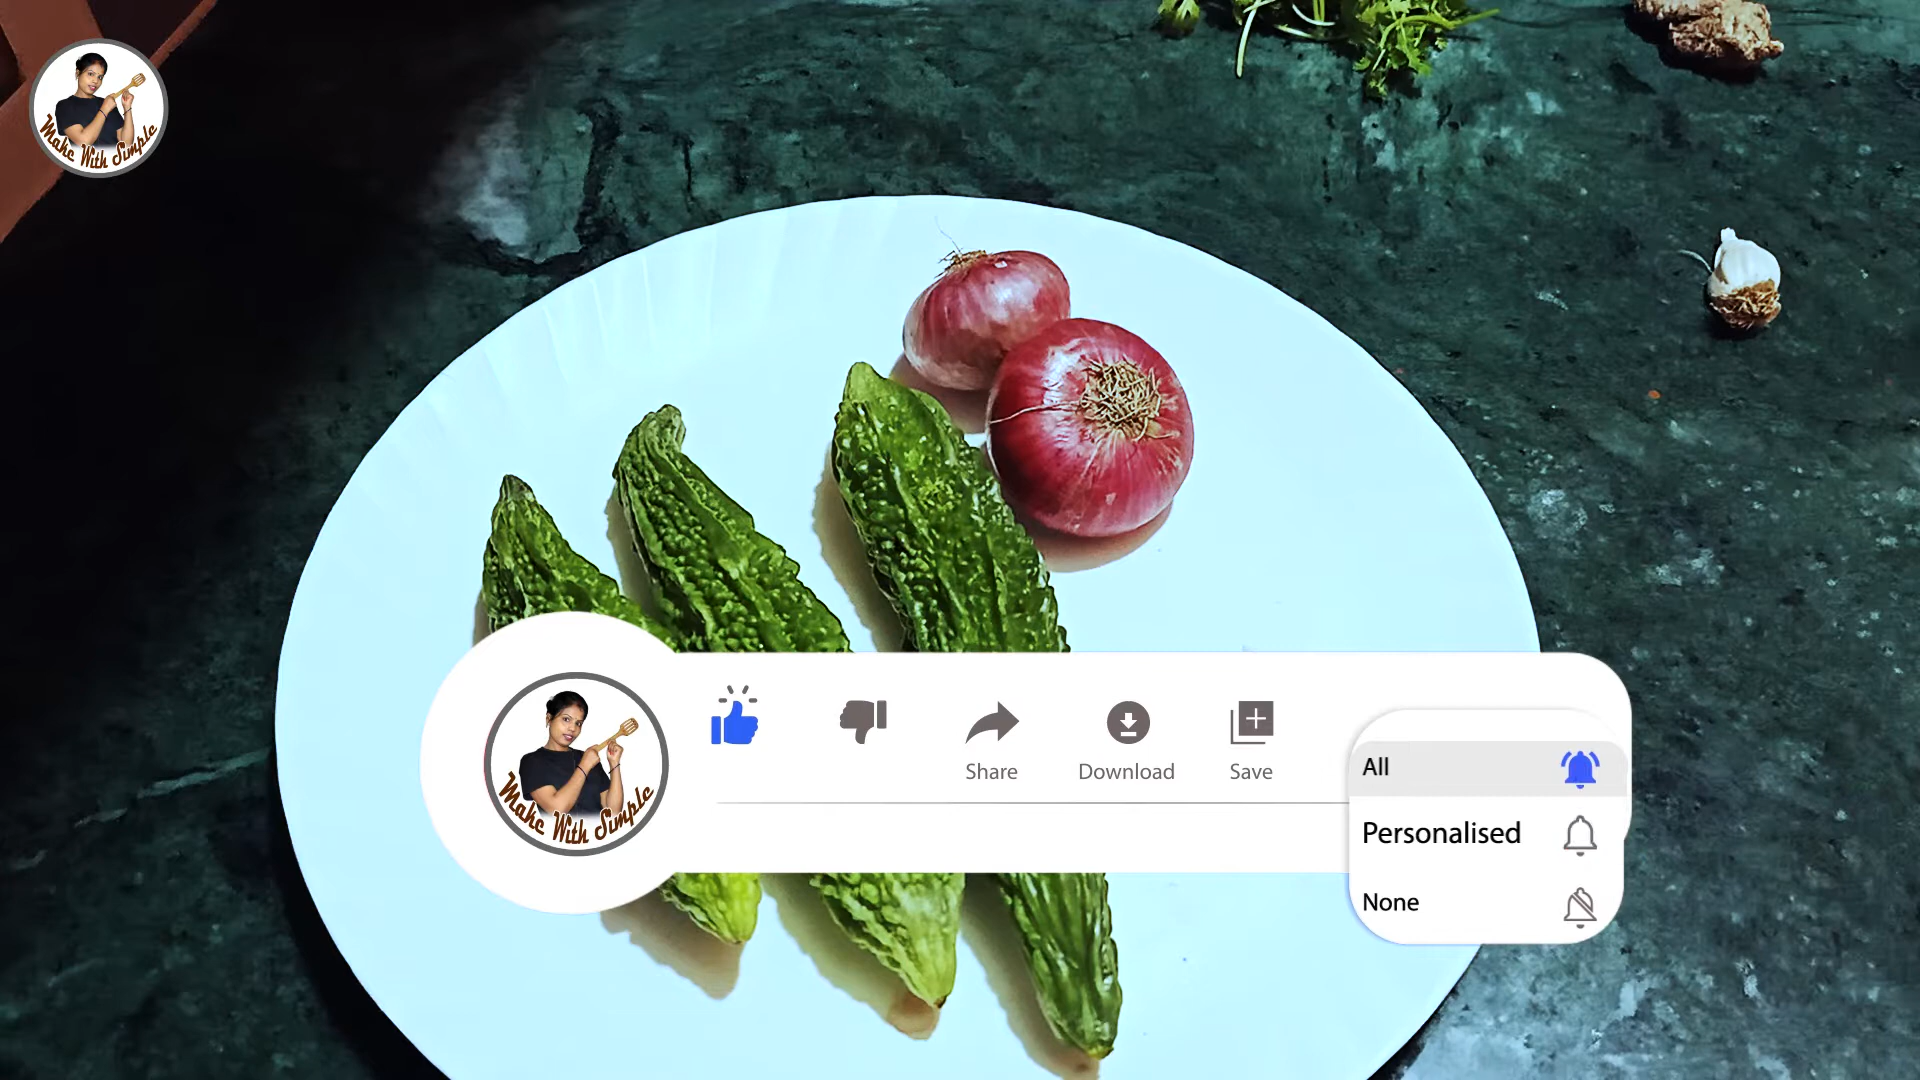 Make With Simple
Share
Download
Save
All
Personalised
None
Make With Simple